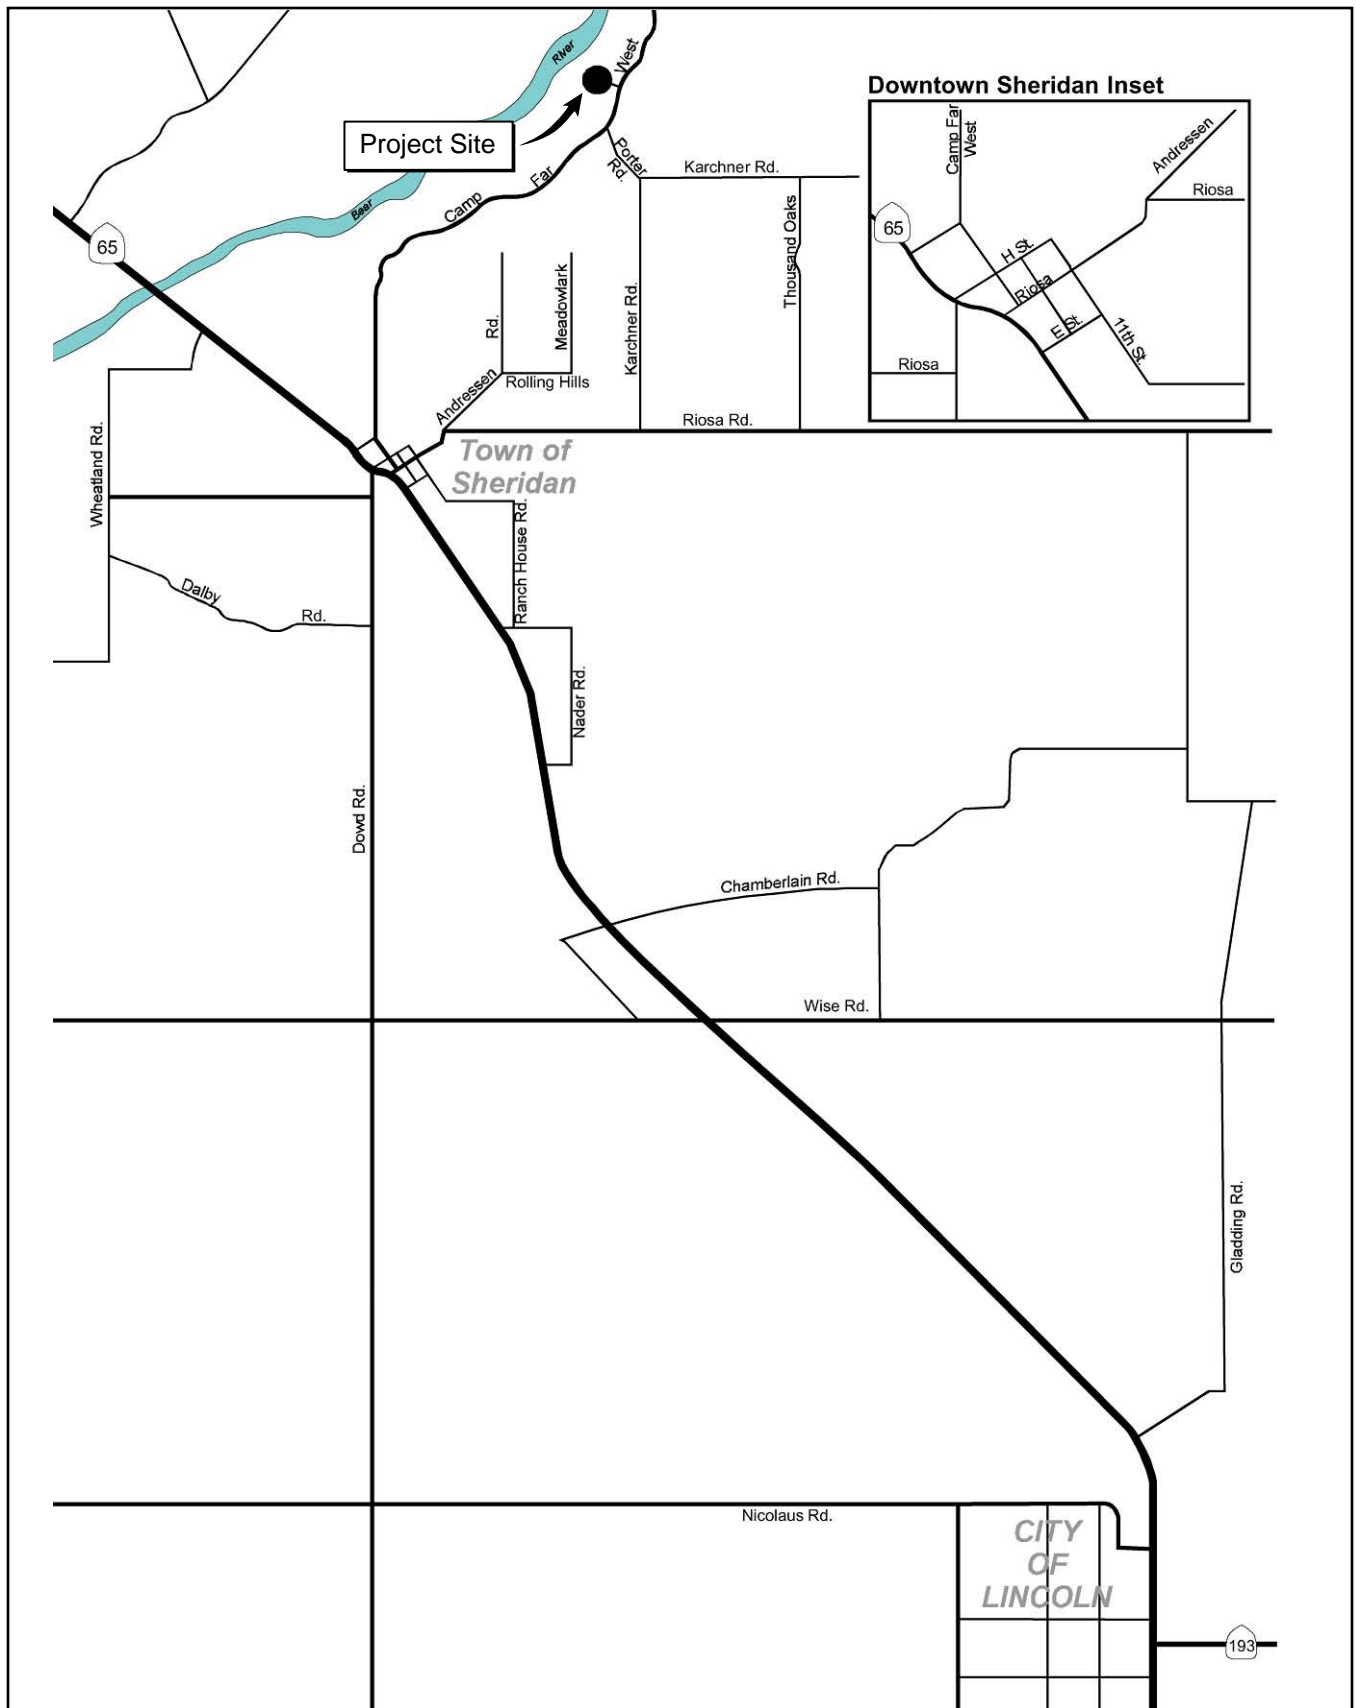 River
West
Downtown Sheridan Inset
Project Site
Camp Far
West
Andressen
Riosa
65
H St.
Riosa
E St.
11th St.
Riosa
Porter
Rd.
Karchner Rd.
Far
Camp
Bear
65
Thousand Oaks
Karchner Rd.
Meadowlark
Rd.
Rolling Hills
Andressen
Riosa Rd.
Town of
Sheridan
Wheatland Rd.
Ranch House Rd.
Dalby
Rd.
Nader Rd.
Dowd Rd.
Chamberlain Rd.
Wise Rd.
Gladding Rd.
Nicolaus Rd.
CITY
OF
LINCOLN
193